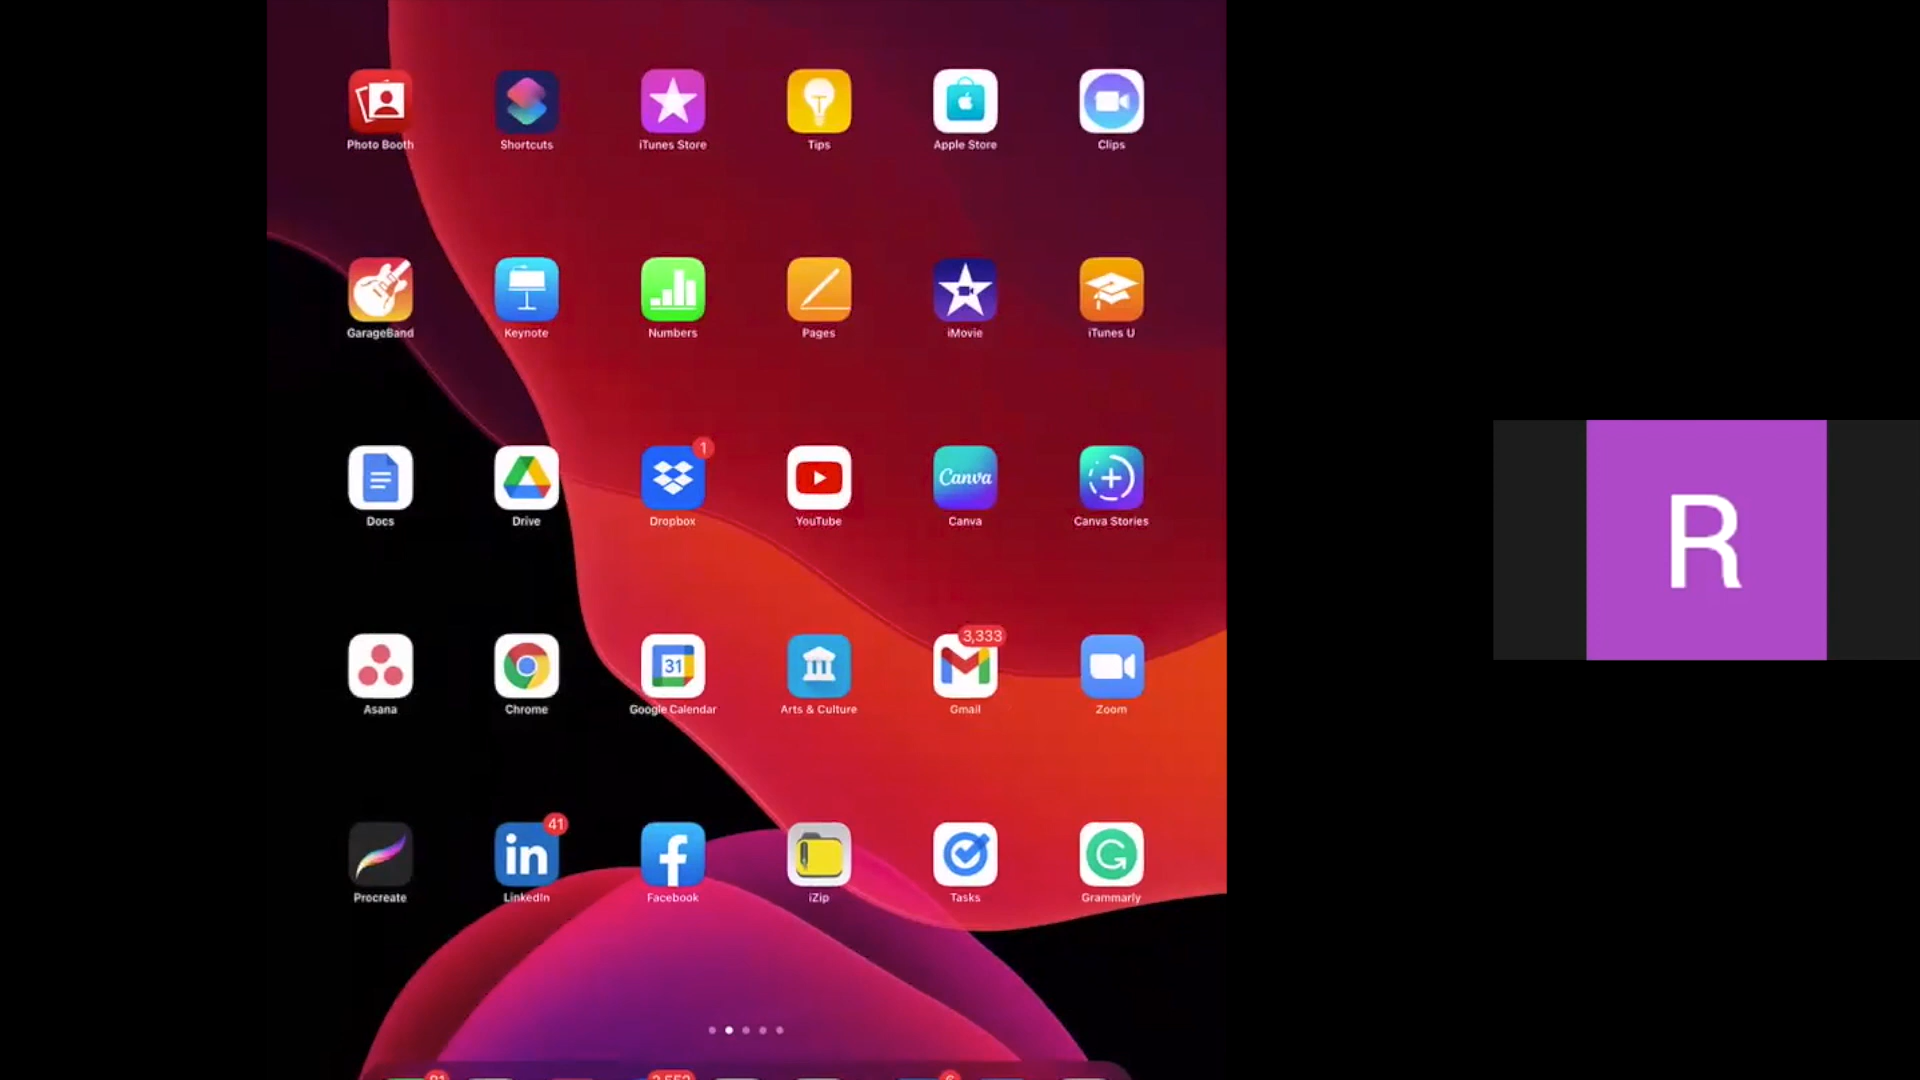 Photo Booth Shortcuts iTunes Store Tips Apple Store Clips
GarageBand Keynote Numbers Pages iMovie iTunes U
1
Canva
Docs Drive Dropbox YouTube Canva Canva Stories
R
3,333
31
Asana Chrome Google Calendar Arts & Culture Gmail Zoom
41
in
Procreate LinkedIn Facebook iZip Tasks Grammarly